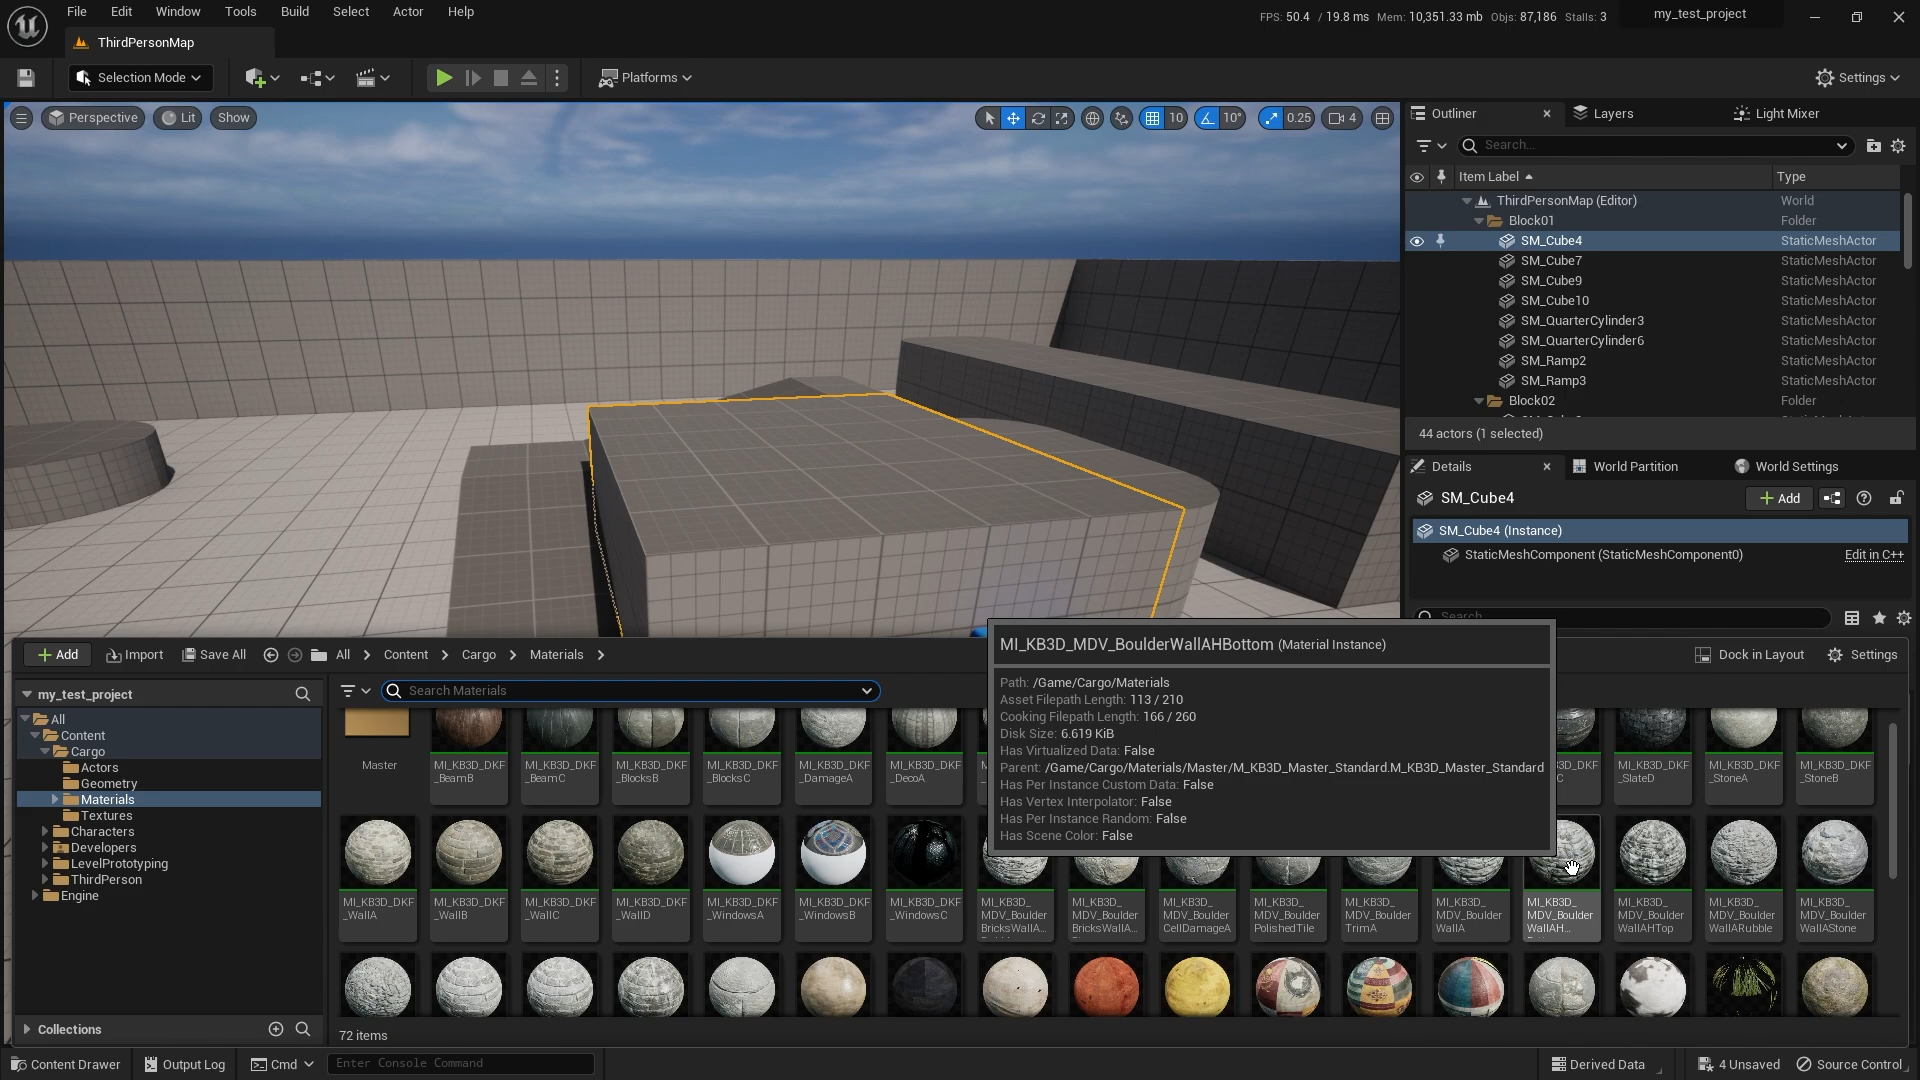 File Edit Window Tools Build Select Actor Help
FPS: 50.4 / 19.8 ms Mem: 10,351.33 mb Objs: 87,186 Stalls: 3
my_test_project
ThirdPersonMap
Selection Mode
Platforms
Settings
Perspective Lit Show
10 10° 0.25 4
Outliner Layers Light Mixer
Search...
Item Label Type
ThirdPersonMap (Editor) World
Block01 Folder
SM_Cube4 StaticMeshActor
SM_Cube7 StaticMeshActor
SM_Cube9 StaticMeshActor
SM_Cube10 StaticMeshActor
SM_QuarterCylinder3 StaticMeshActor
SM_QuarterCylinder6 StaticMeshActor
SM_Ramp2 StaticMeshActor
SM_Ramp3 StaticMeshActor
Block02 Folder
44 actors (1 selected)
Details World Partition World Settings
SM_Cube4
Add
SM_Cube4 (Instance)
StaticMeshComponent (StaticMeshComponent0) Edit in C++
Search
Add Import Save All All Content Cargo Materials
Dock in Layout Settings
my_test_project
All
Content
Cargo
Actors
Geometry
Materials
Textures
Characters
Developers
LevelPrototyping
ThirdPerson
Engine
Collections
Search Materials
MI_KB3D_MDV_BoulderWallAHBottom (Material Instance)
Path: /Game/Cargo/Materials
Asset Filepath Length: 113 / 210
Cooking Filepath Length: 166 / 260
Disk Size: 6.619 KiB
Has Virtualized Data: False
Parent: /Game/Cargo/Materials/Master/M_KB3D_Master_Standard.M_KB3D_Master_Standard
Has Per Instance Custom Data: False
Has Vertex Interpolator: False
Has Per Instance Random: False
Has Scene Color: False
Master
MI_KB3D_DKF
_BeamB
MI_KB3D_DKF
_BeamC
MI_KB3D_DKF
_BlocksB
MI_KB3D_DKF
_BlocksC
MI_KB3D_DKF
_DamageA
MI_KB3D_DKF
_DecoA
MI_KB3D_DKF
_SlateD
MI_KB3D_DKF
_StoneA
MI_KB3D_DKF
_StoneB
MI_KB3D_DKF
_WallA
MI_KB3D_DKF
_WallB
MI_KB3D_DKF
_WallC
MI_KB3D_DKF
_WallD
MI_KB3D_DKF
_WindowsA
MI_KB3D_DKF
_WindowsB
MI_KB3D_DKF
_WindowsC
MI_KB3D_
MDV_Boulder
BricksWallA...
MI_KB3D_
MDV_Boulder
BricksWallA...
MI_KB3D_
MDV_Boulder
CellDamageA
MI_KB3D_
MDV_Boulder
PolishedTile
MI_KB3D_
MDV_Boulder
TrimA
MI_KB3D_
MDV_Boulder
WallA
MI_KB3D_
MDV_Boulder
WallAH...
MI_KB3D_
MDV_Boulder
WallAHTop
MI_KB3D_
MDV_Boulder
WallARubble
MI_KB3D_
MDV_Boulder
WallAStone
72 items
Content Drawer Output Log Cmd Enter Console Command
Derived Data 4 Unsaved Source Control